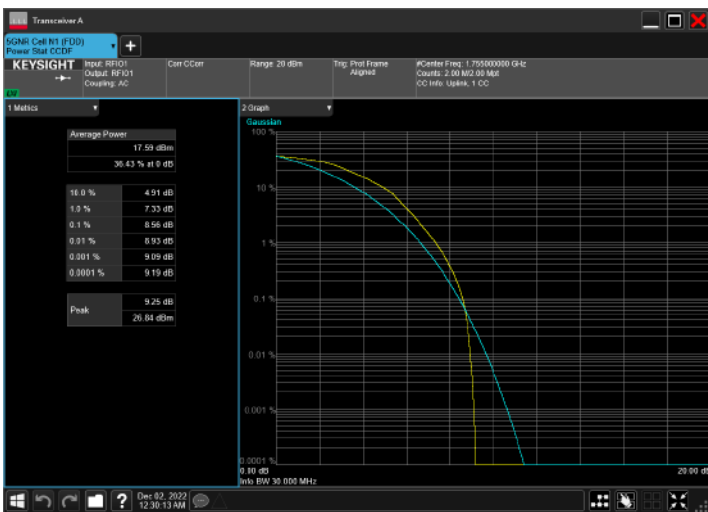 Transceiver A
5GNR Cell N1 (FDD)
Power Stat CCDF
KEYSIGHT
Input: RFIO1
Output: RFIO1
Coupling: AC
Corr CCorr
Range: 20 dBm
Trig: Prot Frame
Aligned
#Center Freq: 1.755000000 GHz
Counts: 2.00 M/2.00 Mpt
CC Info: Uplink, 1 CC
1 Metrics
Average Power
17.59 dBm
36.43 % at 0 dB
10.0 % 4.91 dB
1.0 % 7.33 dB
0.1 % 8.56 dB
0.01 % 8.93 dB
0.001 % 9.09 dB
0.0001 % 9.19 dB
Peak
9.25 dB
26.84 dBm
2 Graph
Gaussian
100 %
10 %
1 %
0.1 %
0.01 %
0.001 %
0.0001 %
0.00 dB
20.00 dB
Info BW 30.000 MHz
Dec 02, 2022
12:30:13 AM